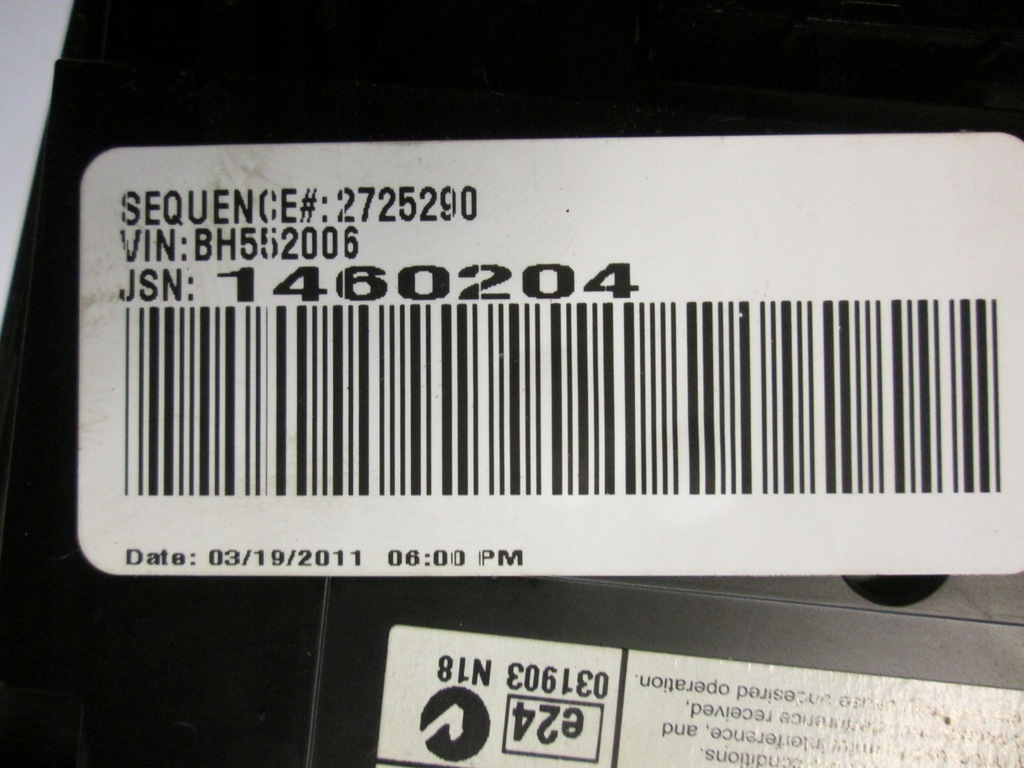 SEQUENCE#: 2725290
VIN: BH552006
JSN: 1460204
Date: 03/19/2011 06:00 PM
conditions.
interference, and
received,
undesired operation.
e24
031903 N18